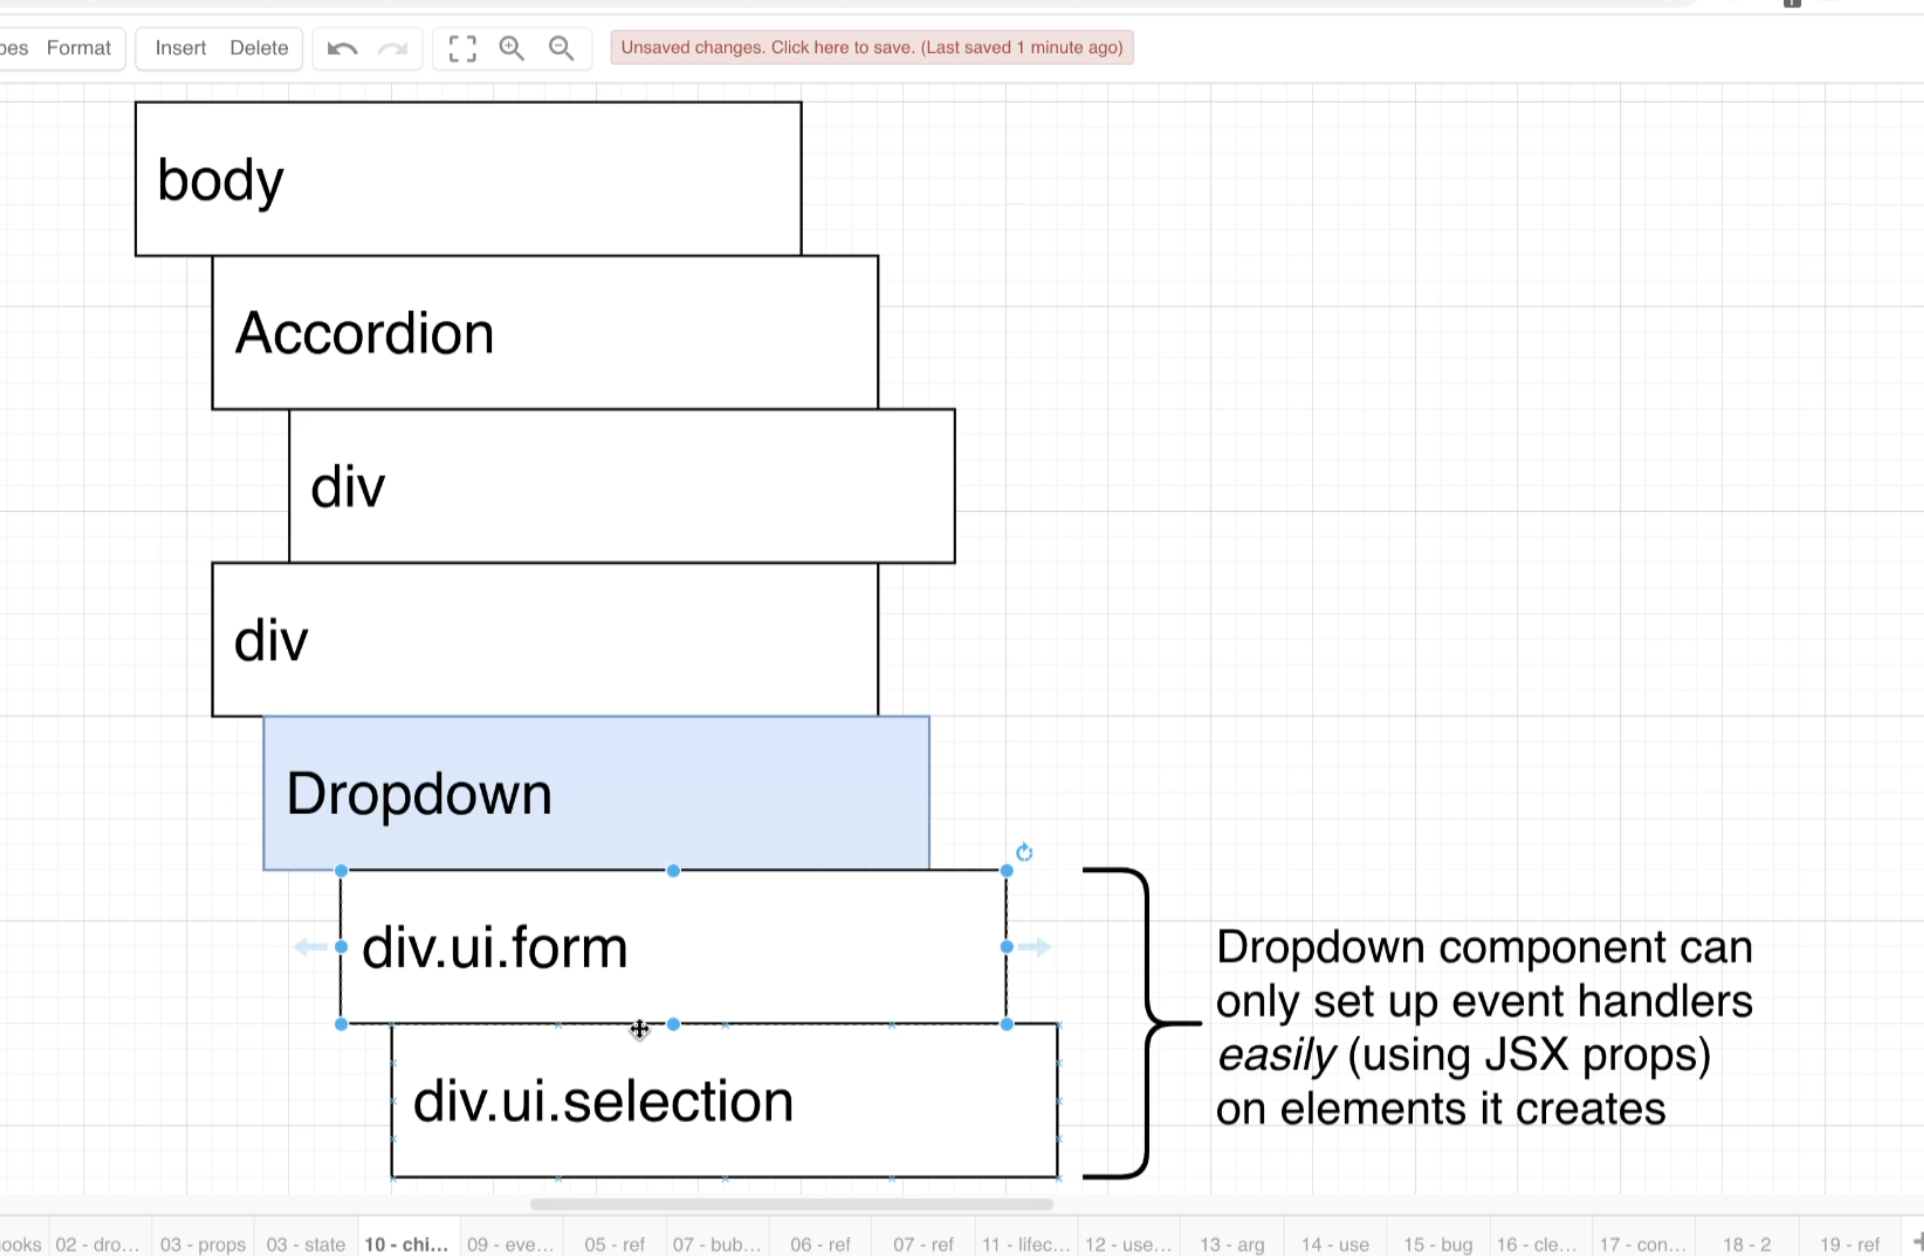 pes Format Insert Delete Unsaved changes. Click here to save. (Last saved 1 minute ago)
body
Accordion
div
div
Dropdown
div.ui.form
div.ui.selection
Dropdown component can
only set up event handlers
easily (using JSX props)
on elements it creates
ooks 02 - dro... 03 - props 03 - state 10 - chi... 09 - eve... 05 - ref 07 - bub... 06 - ref 07 - ref 11 - lifec... 12 - use... 13 - arg 14 - use 15 - bug 16 - cle... 17 - con... 18 - 2 19 - ref